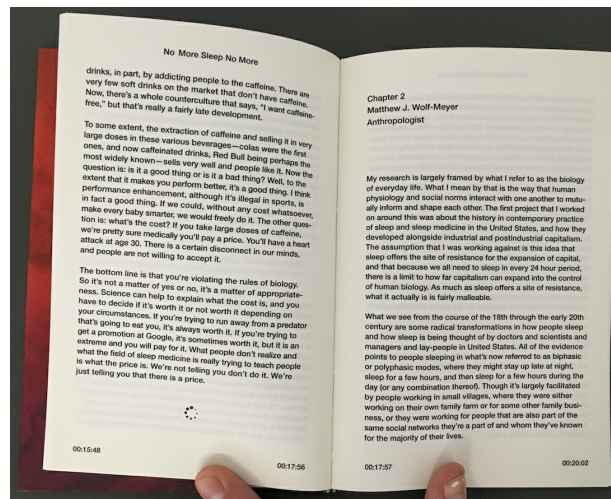 No More Sleep No More
drinks, in part, by addicting people to the caffeine. There are
very few soft drinks on the market that don't have caffeine.
Now, there's a whole counterculture that says, "I want caffeine-
free," but that's really a fairly late development.
To some extent, the extraction of caffeine and selling it in very
large doses in these various beverages—colas were the first
ones, and now caffeinated drinks, Red Bull being perhaps the
most widely known—sells very well and people like it. Now the
question is: is it a good thing or is it a bad thing? Well, to the
extent that it makes you perform better, it's a good thing. I think
performance enhancement, although it's illegal in sports, is
in fact a good thing. If we could, without any cost whatsoever,
make every baby smarter, we would freely do it. The other ques-
tion is: what's the cost? If you take large doses of caffeine,
we're pretty sure medically you'll pay a price. You'll have a heart
attack at age 30. There is a certain disconnect in our minds,
and people are not willing to accept it.
The bottom line is that you're violating the rules of biology.
So it's not a matter of yes or no, it's a matter of appropriate-
ness. Science can help to explain what the cost is, and you
have to decide if it's worth it or not worth it depending on
your circumstances. If you're trying to run away from a predator
that's going to eat you, it's always worth it. If you're trying to
get a promotion at Google, it's sometimes worth it, but it is an
extreme and you will pay for it. What people don't realize and
what the field of sleep medicine is really trying to teach people
is what the price is. We're not telling you don't do it. We're
just telling you that there is a price.
00:15:48
00:17:56
Chapter 2
Matthew J. Wolf-Meyer
Anthropologist
My research is largely framed by what I refer to as the biology
of everyday life. What I mean by that is the way that human
physiology and social norms interact with one another to mutu-
ally inform and shape each other. The first project that I worked
on around this was about the history in contemporary practice
of sleep and sleep medicine in the United States, and how they
developed alongside industrial and postindustrial capitalism.
The assumption that I was working against is this idea that
sleep offers the site of resistance for the expansion of capital,
and that because we all need to sleep in every 24 hour period,
there is a limit to how far capitalism can expand into the control
of human biology. As much as sleep offers a site of resistance,
what it actually is is fairly malleable.
What we see from the course of the 18th through the early 20th
century are some radical transformations in how people sleep
and how sleep is being thought of by doctors and scientists and
managers and lay-people in United States. All of the evidence
points to people sleeping in what's now referred to as biphasic
or polyphasic modes, where they might stay up late at night,
sleep for a few hours, and then sleep for a few hours during the
day (or any combination thereof). Though it's largely facilitated
by people working in small villages, where they were either
working on their own family farm or for some other family busi-
ness, or they were working for people that are also part of the
same social networks they're a part of and whom they've known
for the majority of their lives.
00:17:57
00:20:02